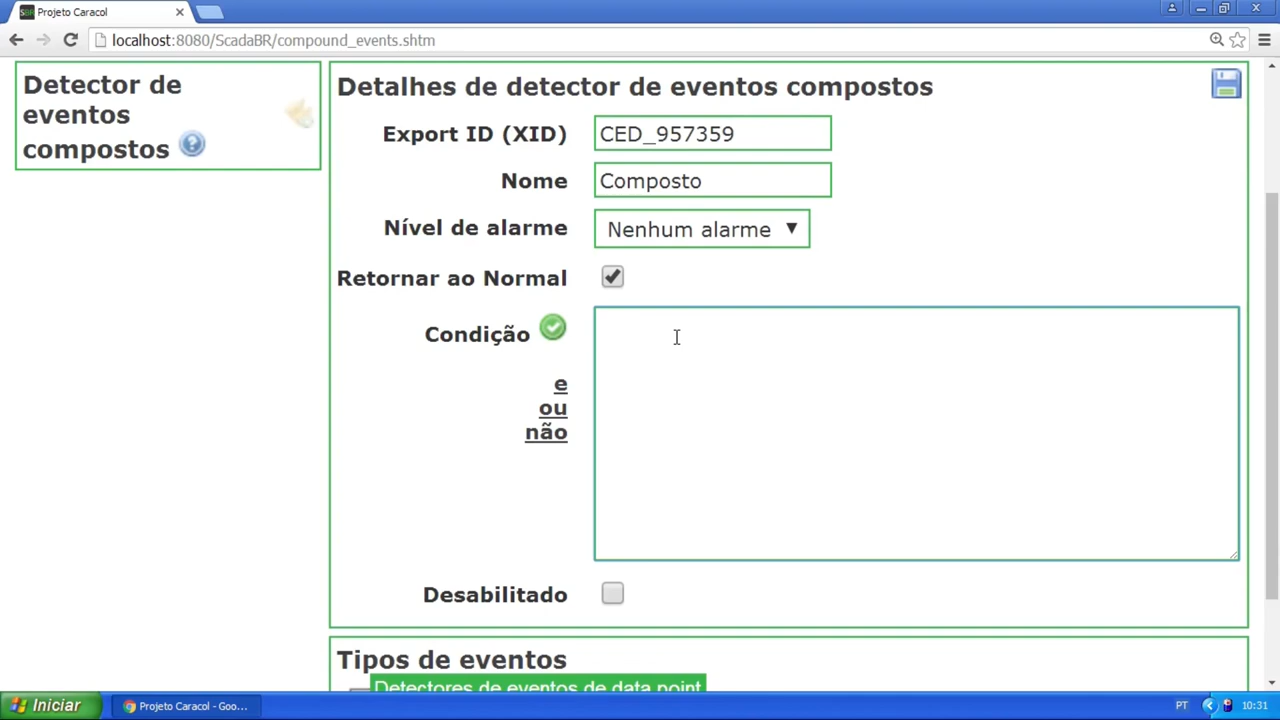 SBR Projeto Caracol
localhost:8080/ScadaBR/compound_events.shtm
Detector de
eventos
compostos
Detalhes de detector de eventos compostos
Export ID (XID) CED_957359
Nome Composto
Nível de alarme Nenhum alarme
Retornar ao Normal
Condição
e
ou
não
Desabilitado
Tipos de eventos
Detectores de eventos de data point
Iniciar Projeto Caracol - Goo... PT 10:31